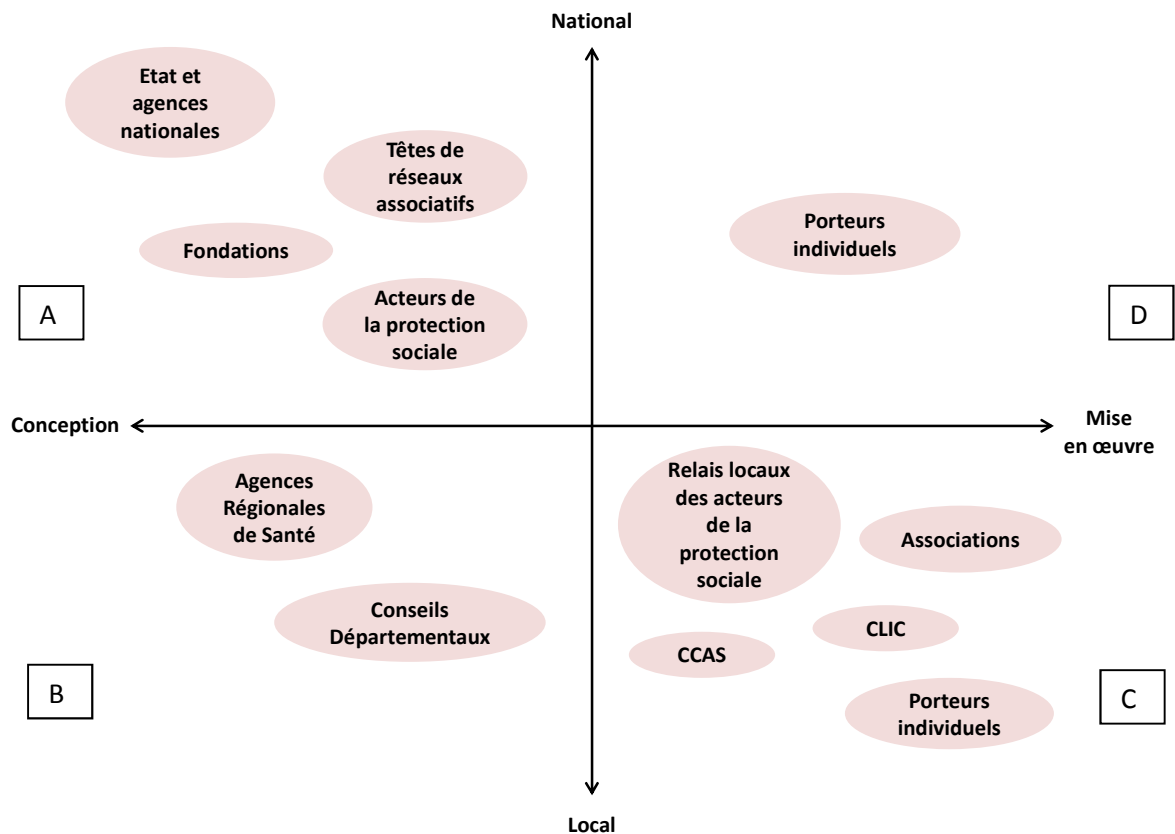 National
Etat et
agences
nationales
Têtes de
réseaux
associatifs
Fondations
Acteurs de
la protection
sociale
A
Porteurs
individuels
D
Conception
Mise
en œuvre
Agences
Régionales
de Santé
Conseils
Départementaux
B
Relais locaux
des acteurs
de la
protection
sociale
Associations
CLIC
CCAS
Porteurs
individuels
C
Local